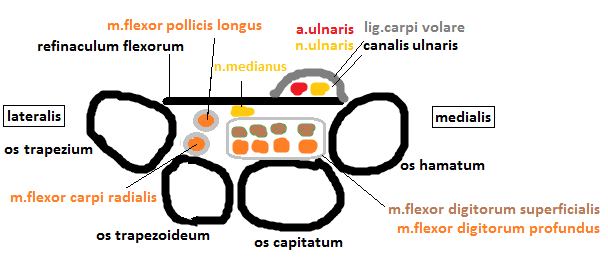 m.flexor pollicis longus
a.ulnaris
lig.carpi volare
refinaculum flexorum
n.ulnaris
canalis ulnaris
n.medianus
lateralis
medialis
os trapezium
os hamatum
m.flexor carpi radialis
m.flexor digitorum superficialis
m.flexor digitorum profundus
os trapezoideum
os capitatum